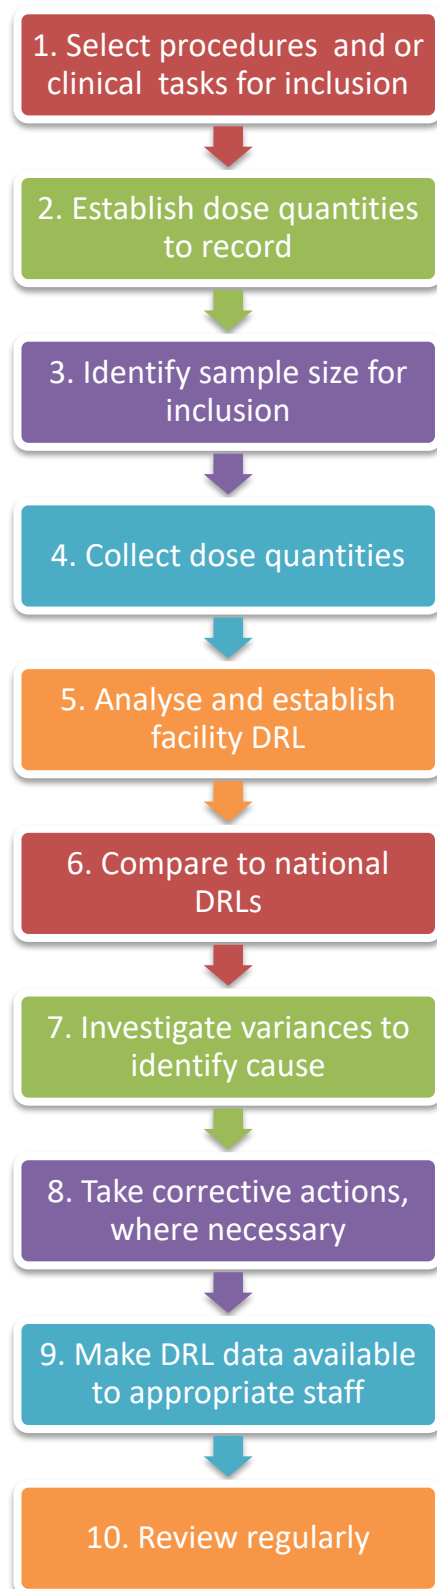 1. Select procedures  and or
clinical  tasks for inclusion
2. Establish dose quantities
to record
3. Identify sample size for
inclusion
4. Collect dose quantities
5. Analyse and establish
facility DRL
6. Compare to national
DRLs
7. Investigate variances to
identify cause
8. Take corrective actions,
where necessary
9. Make DRL data available
to appropriate staff
10. Review regularly